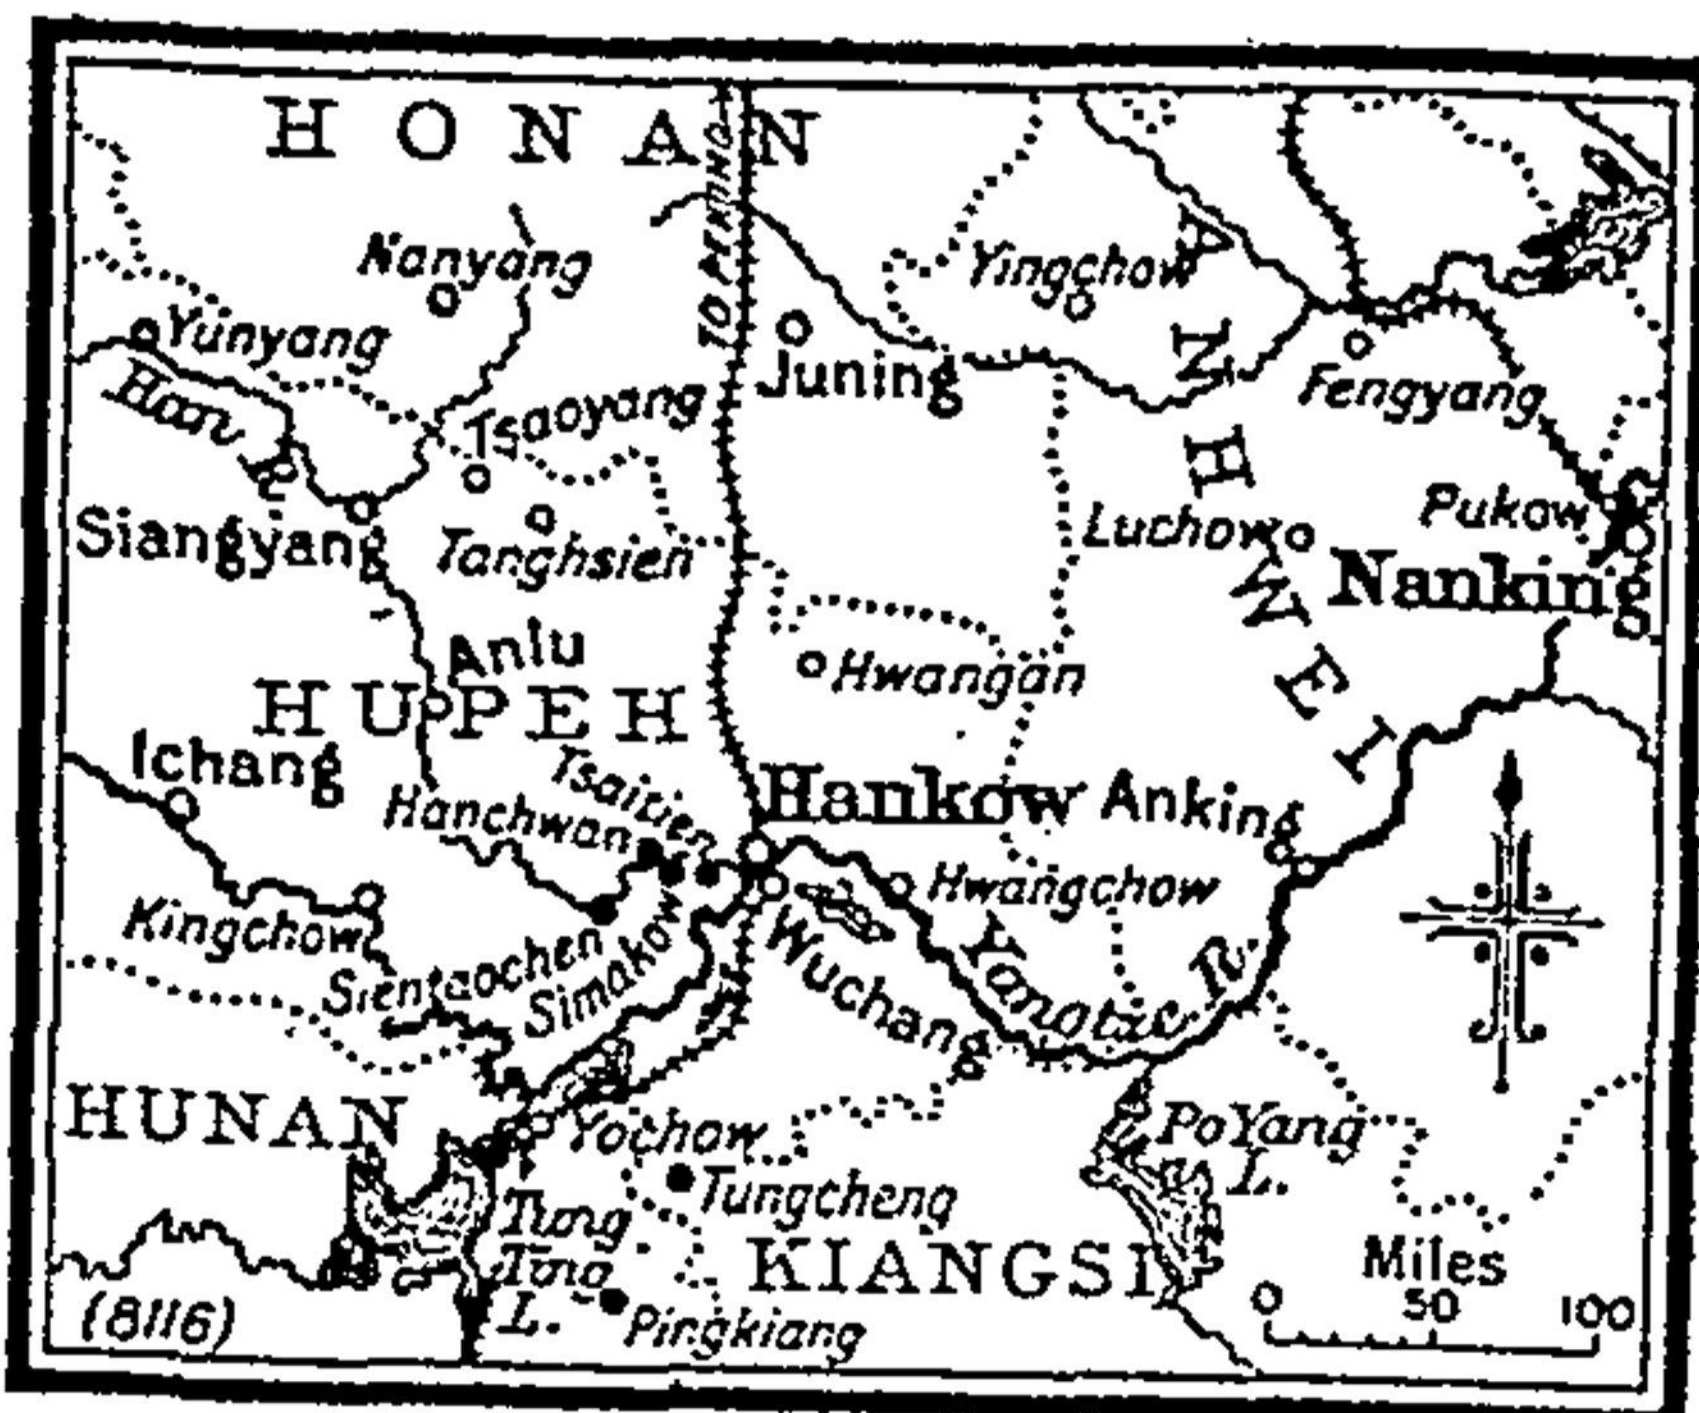 HONAN
TO PEKING
Nanyang
Yingchow
Yunyang
Juning
Han R.
Tsaoyang
Fengyang
ANHWEI
Siangyang
Tanghsien
Luchow
Pukow
Nanking
Anlu
Hwangan
HUPEH
Ichang
Tsaitien
Hankow
Anking
Hanchwan
Hwangchow
Kingchow
Sientaochen
Simakow
Wuchang
Yangtze R.
HUNAN
Yochow
Po Yang
L.
Tungcheng
Tung
Ting
L.
KIANGSI
Miles
0 50 100
(8116)
Pingkiang